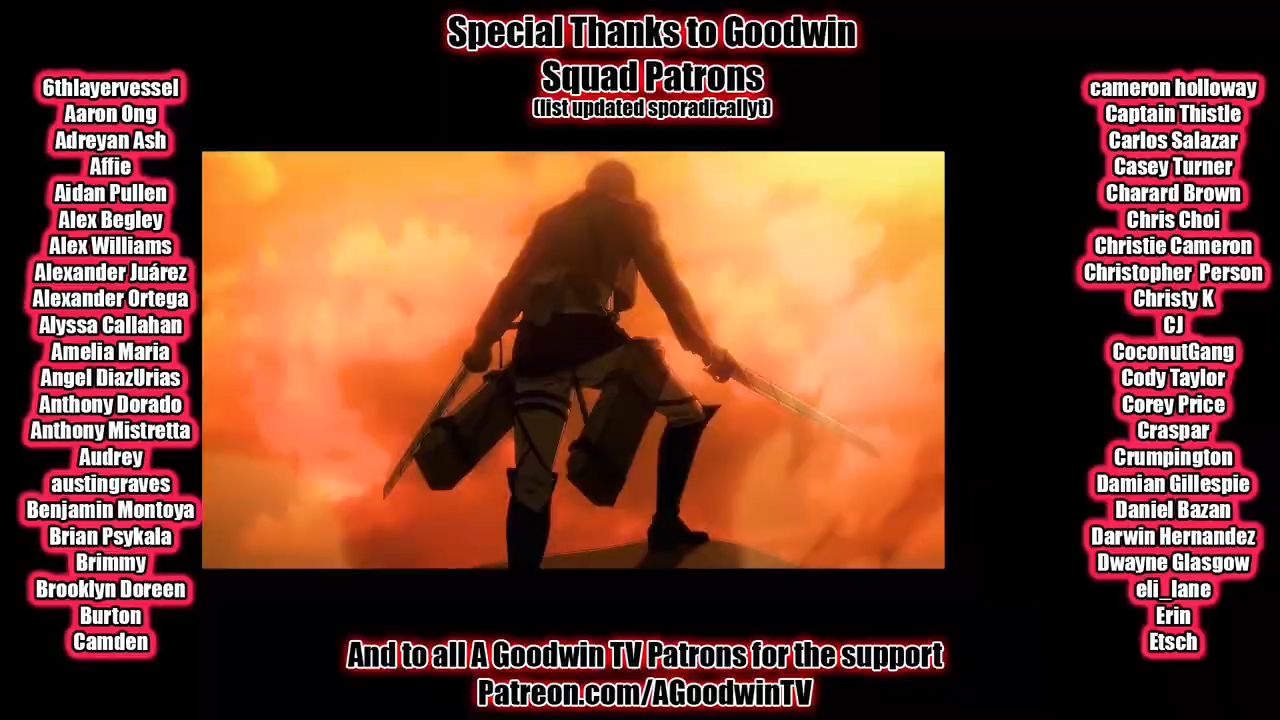 Special Thanks to Goodwin
Squad Patrons
(list updated sporadicallyt)
6thlayervessel
Aaron Ong
Adreyan Ash
Affie
Aidan Pullen
Alex Begley
Alex Williams
Alexander Juárez
Alexander Ortega
Alyssa Callahan
Amelia Maria
Angel DiazUrias
Anthony Dorado
Anthony Mistretta
Audrey
austingraves
Benjamin Montoya
Brian Psykala
Brimmy
Brooklyn Doreen
Burton
Camden
cameron holloway
Captain Thistle
Carlos Salazar
Casey Turner
Charard Brown
Chris Choi
Christie Cameron
Christopher Person
Christy K
CJ
CoconutGang
Cody Taylor
Corey Price
Craspar
Crumpington
Damian Gillespie
Daniel Bazan
Darwin Hernandez
Dwayne Glasgow
eli_lane
Erin
Etsch
And to all A Goodwin TV Patrons for the support
Patreon.com/AGoodwinTV